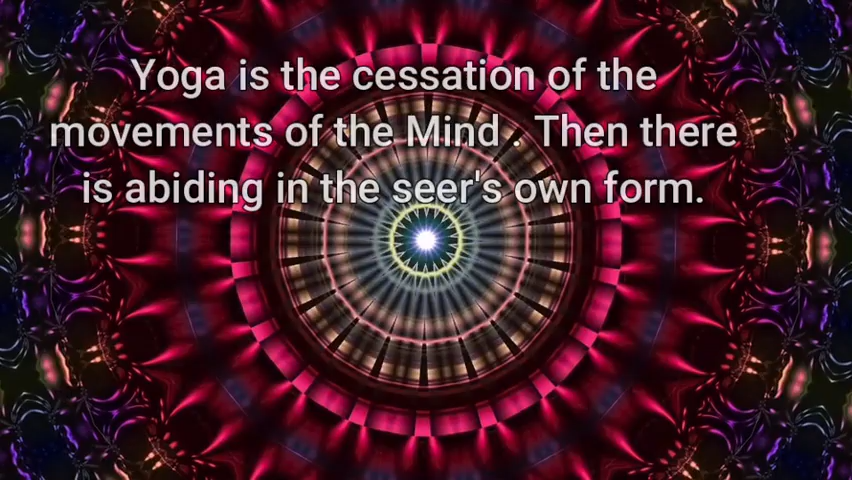 Yoga is the cessation of the
movements of the Mind . Then there
is abiding in the seer's own form.